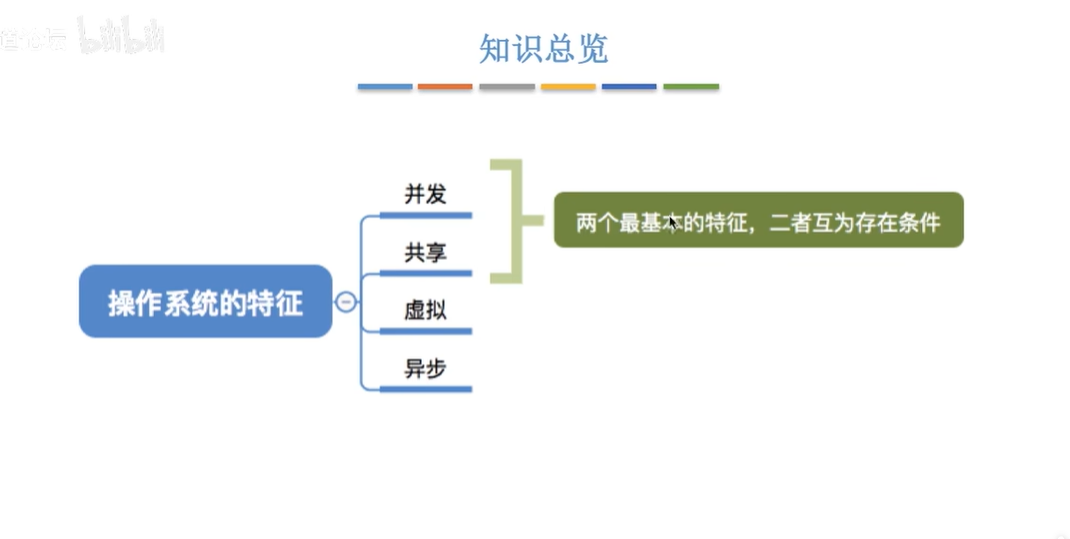 bilibili
知识总览
并发
共享
虚拟
异步
操作系统的特征
两个最基本的特征，二者互为存在条件